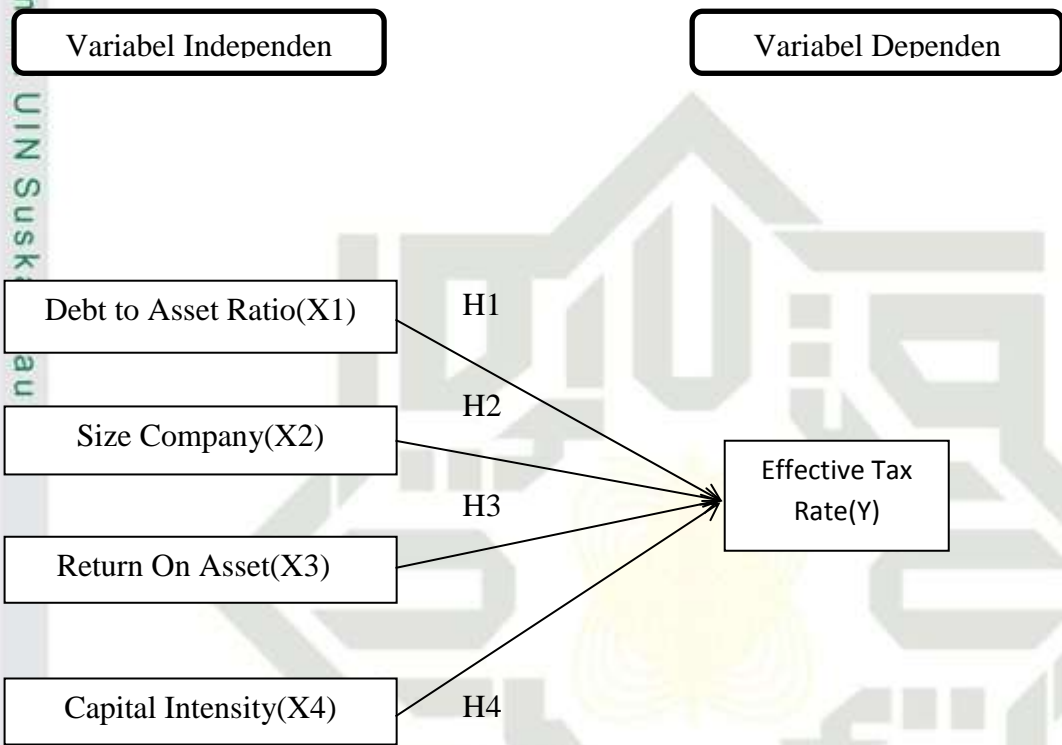 Variabel Independen
Variabel Dependen
UIN Suska
au
Debt to Asset Ratio(X1)
H1
Size Company(X2)
H2
Effective Tax
Rate(Y)
H3
Return On Asset(X3)
Capital Intensity(X4)
H4